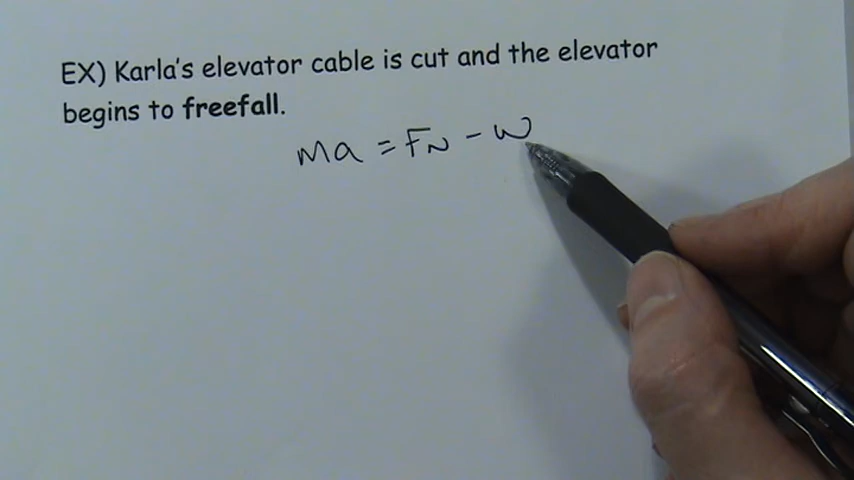 EX) Karla's elevator cable is cut and the elevator
begins to freefall.
ma = FN - W